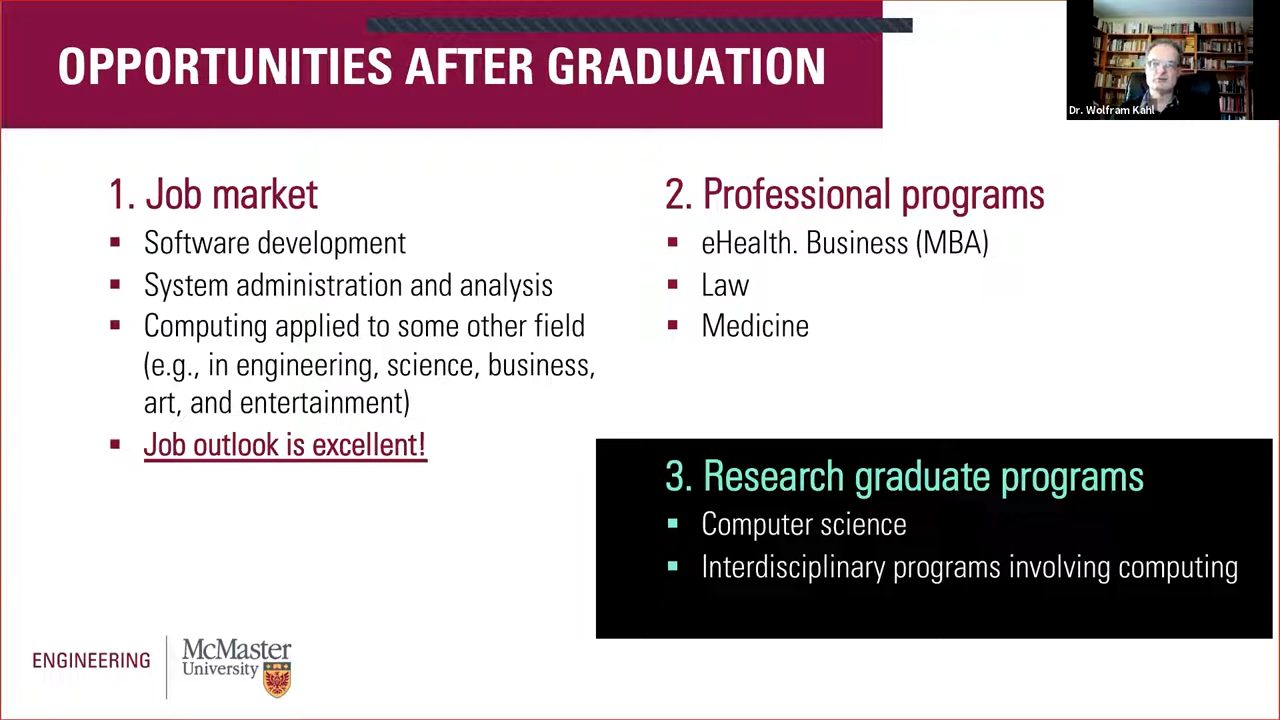 OPPORTUNITIES AFTER GRADUATION
Dr. Wolfram Kahl
1. Job market
▪ Software development
▪ System administration and analysis
▪ Computing applied to some other field
(e.g., in engineering, science, business,
art, and entertainment)
▪ Job outlook is excellent!
2. Professional programs
▪ eHealth. Business (MBA)
▪ Law
▪ Medicine
3. Research graduate programs
▪ Computer science
▪ Interdisciplinary programs involving computing
ENGINEERING
McMaster
University